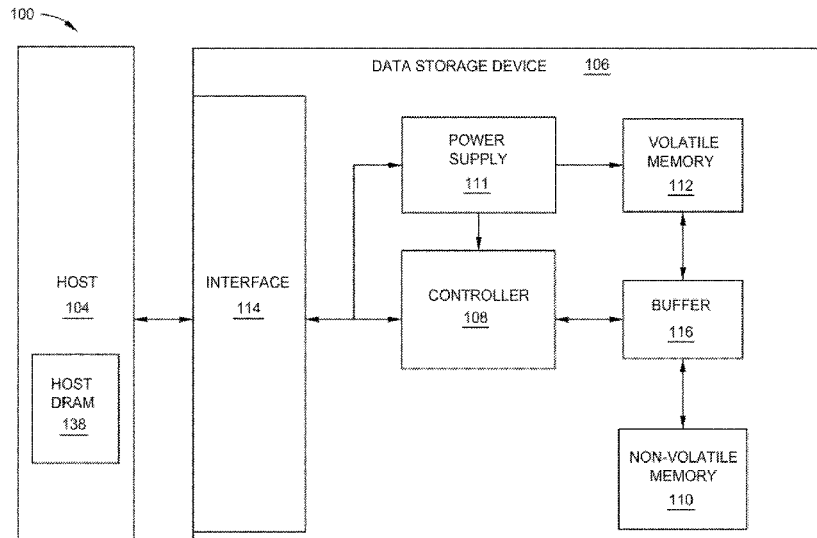 100
DATA STORAGE DEVICE 106
POWER
SUPPLY
111
VOLATILE
MEMORY
112
HOST
104
INTERFACE
114
CONTROLLER
108
BUFFER
116
HOST
DRAM
138
NON-VOLATILE
MEMORY
110